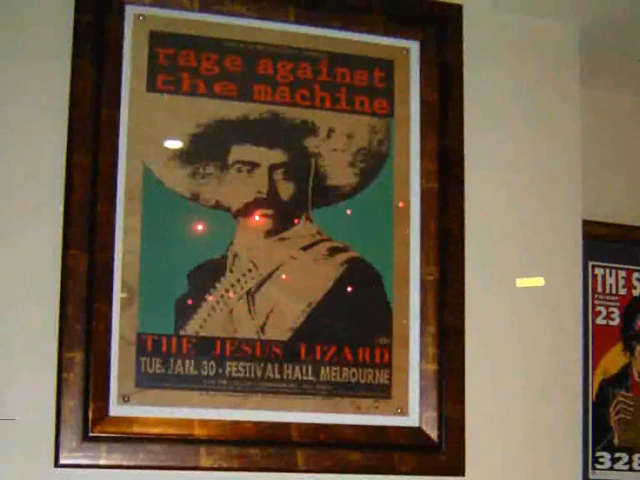 rage against
the machine
THE JESUS LIZARD
TUE. JAN. 30 · FESTIVAL HALL, MELBOURNE
THE S
23
328